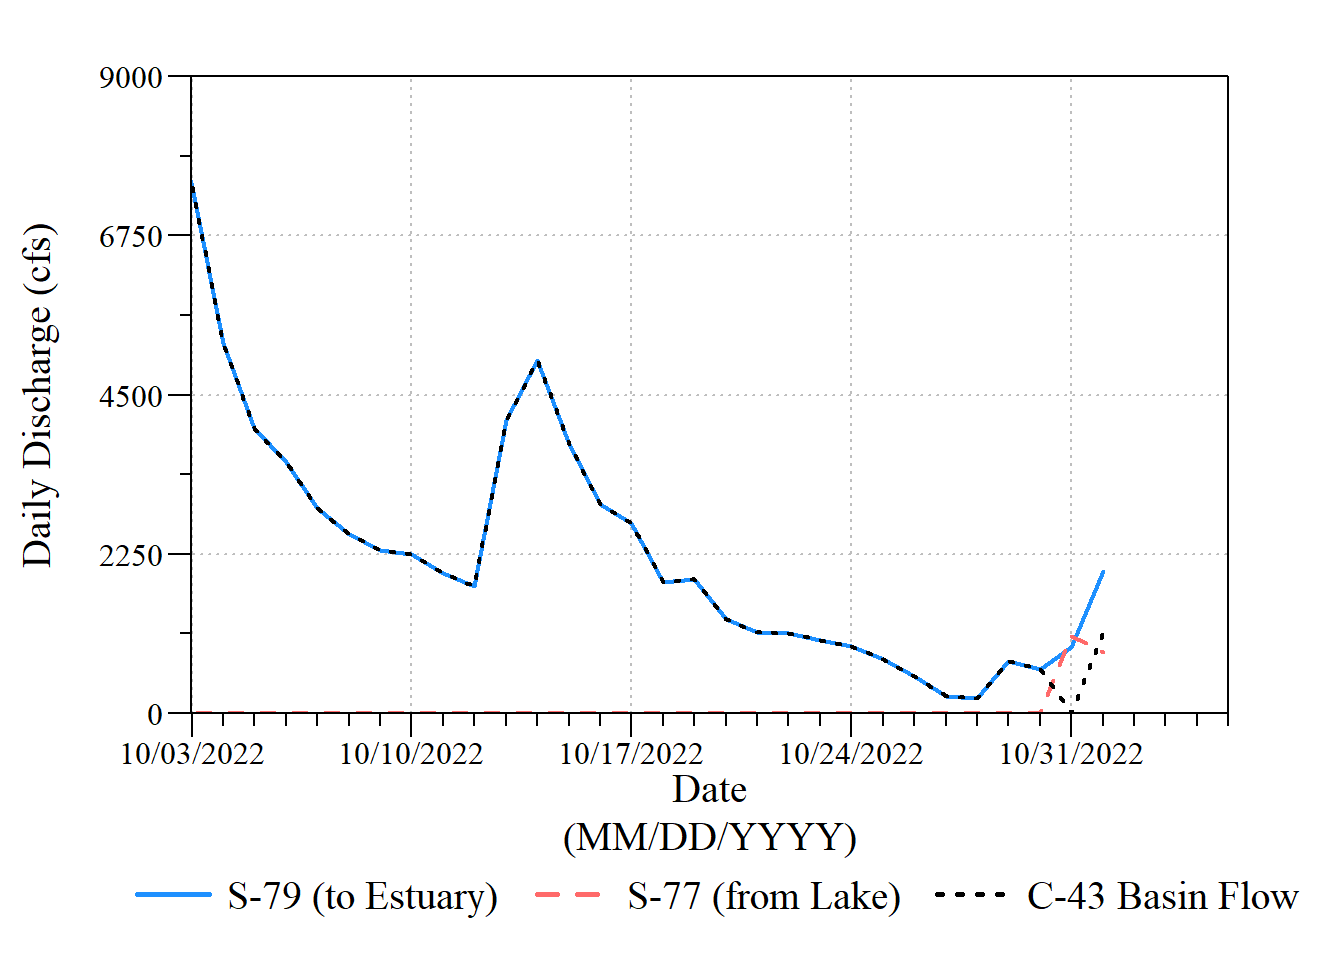 9000
6750
4500
2250
0
Daily Discharge (cfs)
10/03/2022 10/10/2022 10/17/2022 10/24/2022 10/31/2022
Date
(MM/DD/YYYY)
S-79 (to Estuary) S-77 (from Lake) C-43 Basin Flow